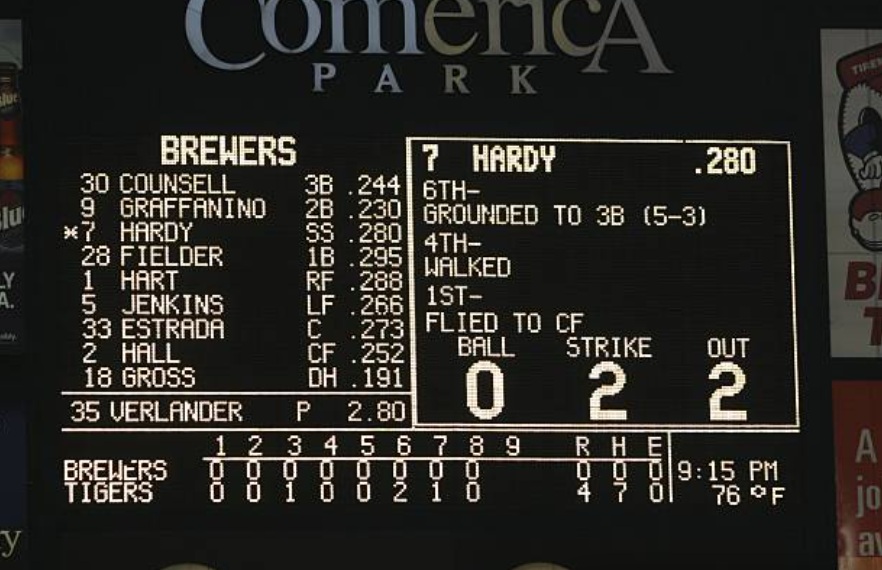 ComericA
PARK
BREWERS
30 COUNSELL 3B .244
9 GRAFFANINO 2B .230
*7 HARDY SS .280
28 FIELDER 1B .295
1 HART RF .288
5 JENKINS LF .266
33 ESTRADA C .273
2 HALL CF .252
18 GROSS DH .191
35 VERLANDER P 2.80
7 HARDY .280
6TH-
GROUNDED TO 3B (5-3)
4TH-
WALKED
1ST-
FLIED TO CF
BALL STRIKE OUT
0 2 2
1 2 3 4 5 6 7 8 9 R H E
BREWERS 0 0 0 0 0 0 0 0 0 0 0
TIGERS 0 0 1 0 0 2 1 0 4 7 0
9:15 PM
76 °F
TIRE
B
A
jo
av
y